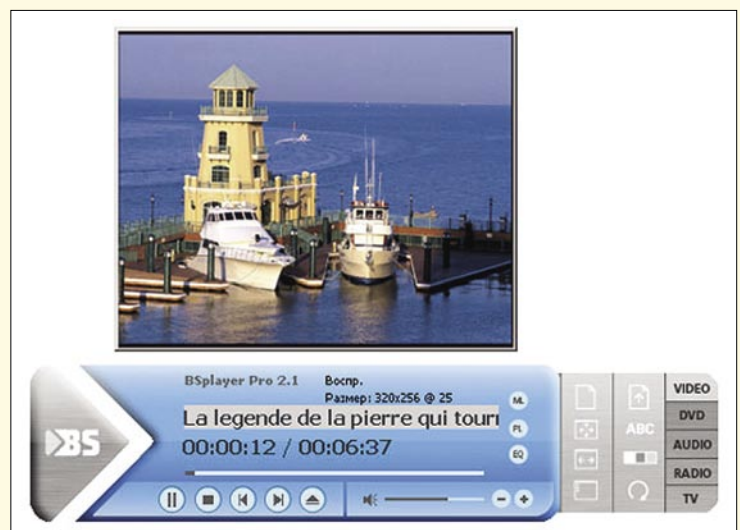 BSplayer Pro 2.1 Воспр.
Размер: 320x256 @ 25
La legende de la pierre qui tourn
00:00:12 / 00:06:37
BS
ML
PL
EQ
ABC
VIDEO
DVD
AUDIO
RADIO
TV